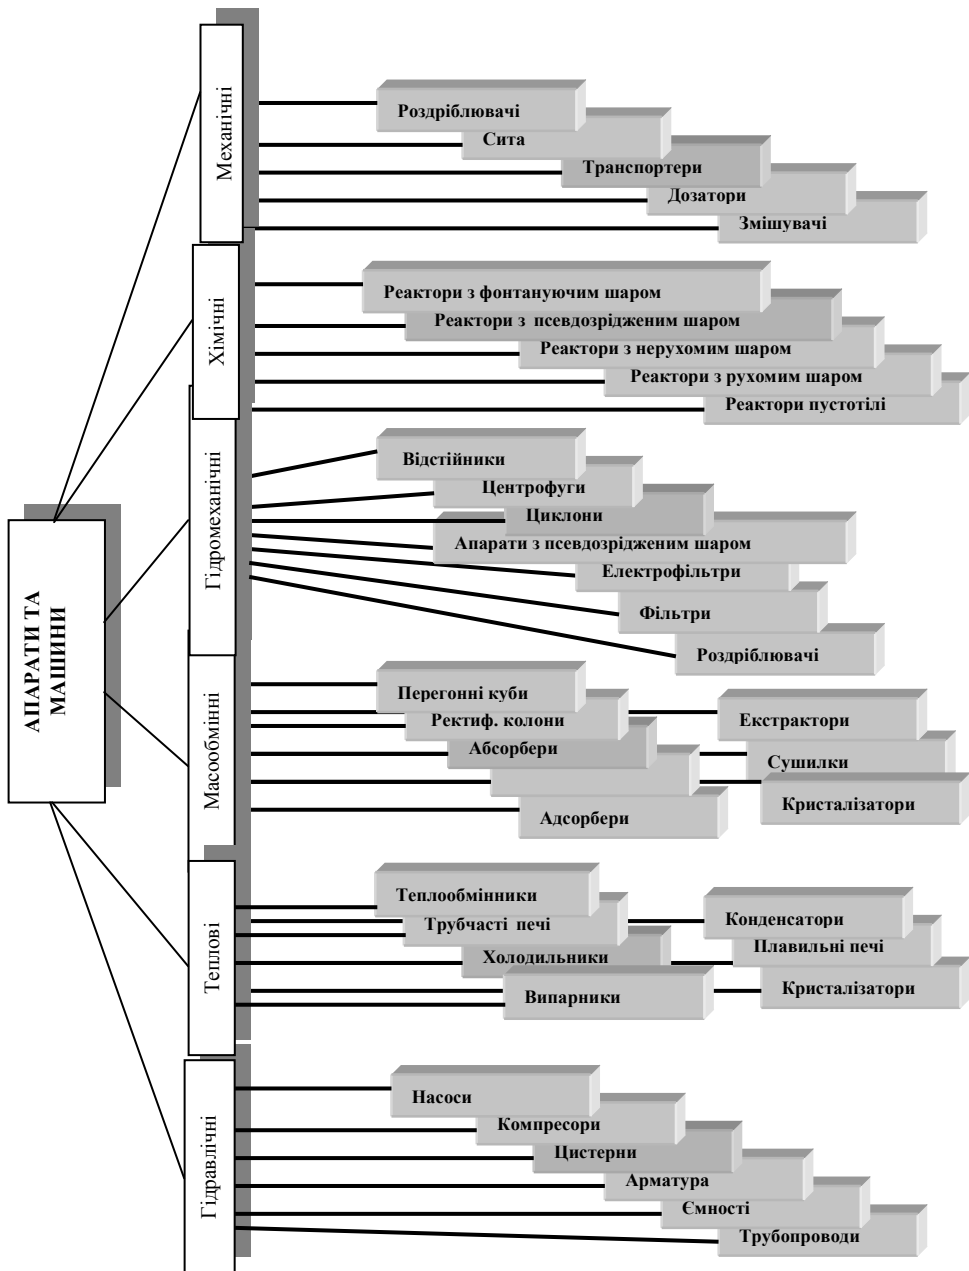 АПАРАТИ ТА
МАШИНИ
Механічні
Роздріблювачі
Сита
Транспортери
Дозатори
Змішувачі
Хімічні
Реактори з фонтануючим шаром
Реактори з псевдозрідженим шаром
Реактори з нерухомим шаром
Реактори з рухомим шаром
Реактори пустотілі
Гідромеханічні
Відстійники
Центрофуги
Циклони
Апарати з псевдозрідженим шаром
Електрофільтри
Фільтри
Роздріблювачі
Масообмінні
Перегонні куби
Ректиф. колони
Абсорбери
Адсорбери
Екстрактори
Сушилки
Кристалізатори
Теплові
Теплообмінники
Трубчасті печі
Холодильники
Випарники
Конденсатори
Плавильні печі
Кристалізатори
Гідравлічні
Насоси
Компресори
Цистерни
Арматура
Ємності
Трубопроводи